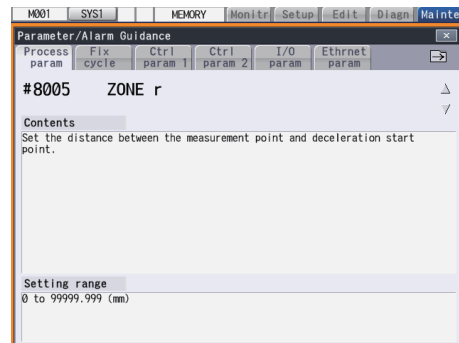 M001 SYS1 MEMORY Monitr Setup Edit Diagn Mainte
Parameter/Alarm Guidance
Process param Fix cycle Ctrl param 1 Ctrl param 2 I/O param Ethrnet param
#8005 ZONE r
Contents
Set the distance between the measurement point and deceleration start
point.
Setting range
0 to 99999.999 (mm)